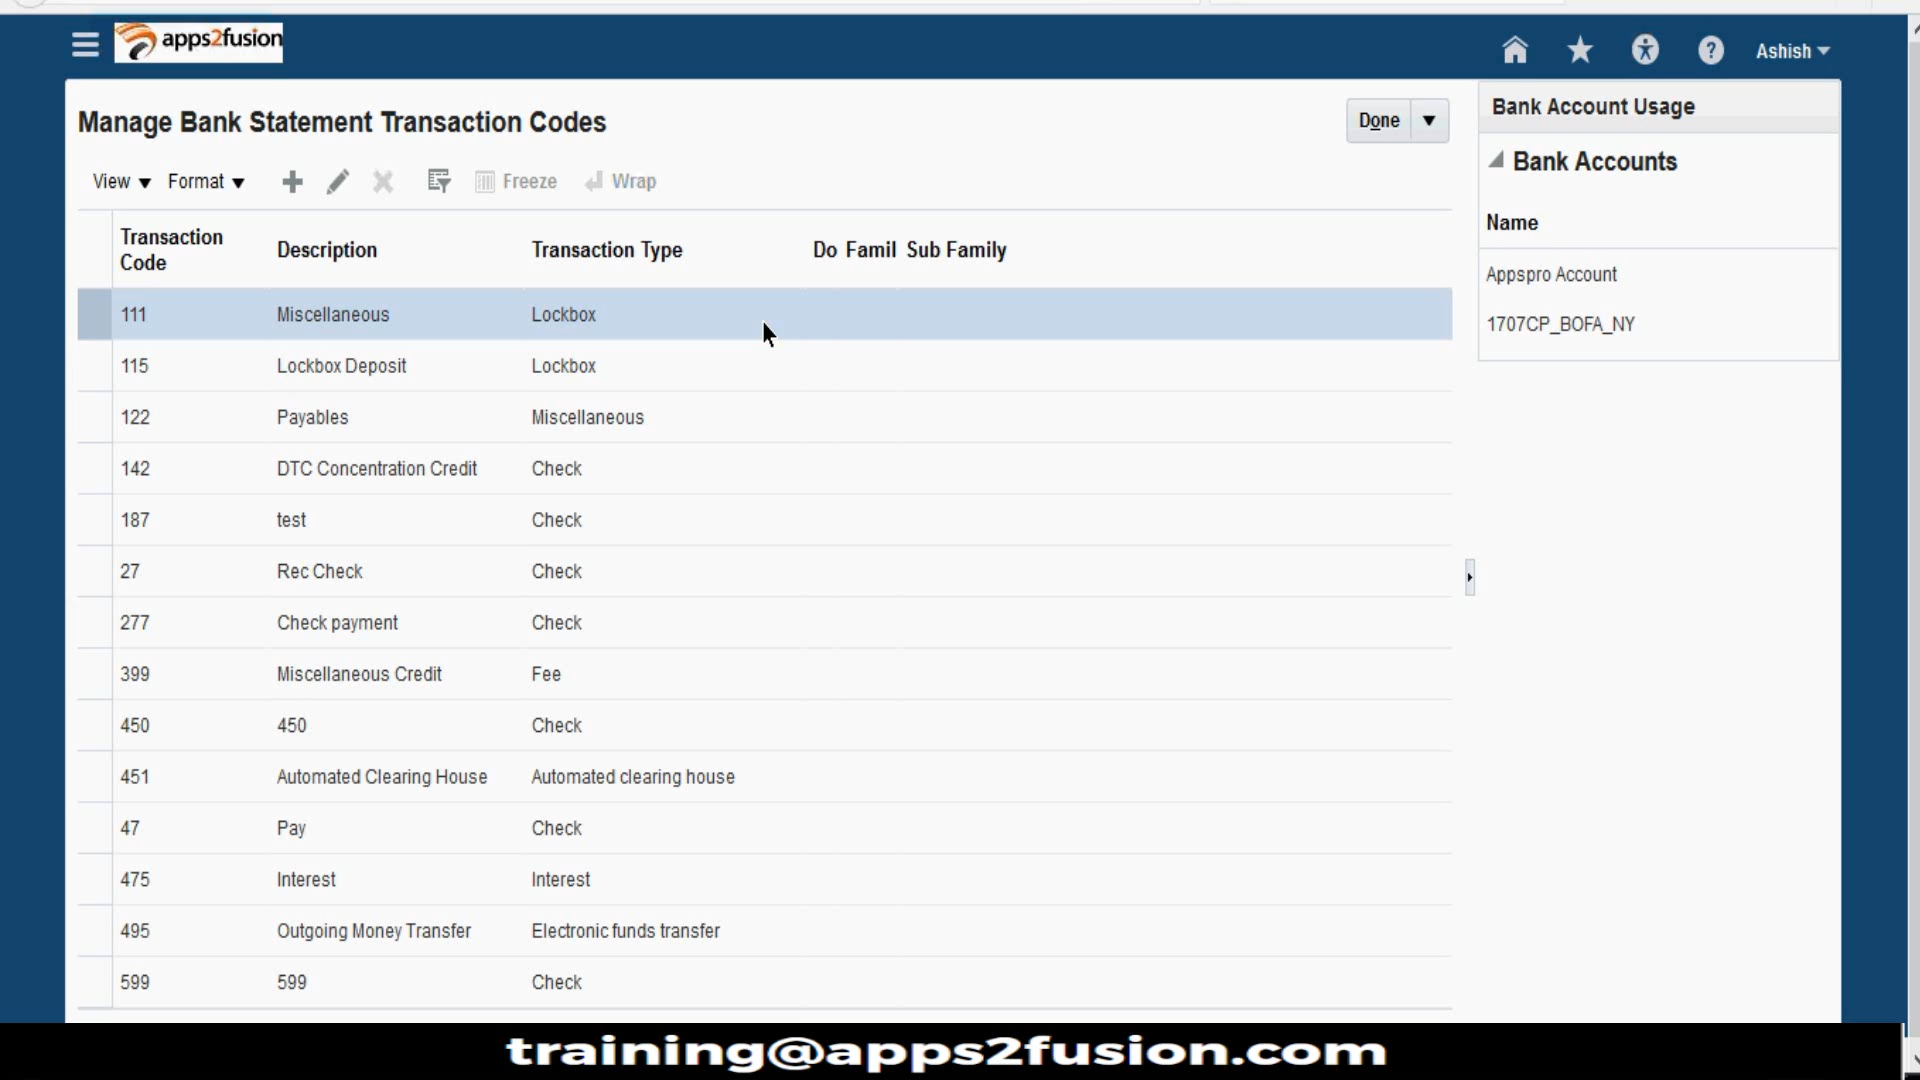 apps2fusion
Ashish
Manage Bank Statement Transaction Codes
Done
View Format Freeze Wrap
Transaction Code Description Transaction Type Do Famil Sub Family
111 Miscellaneous Lockbox
115 Lockbox Deposit Lockbox
122 Payables Miscellaneous
142 DTC Concentration Credit Check
187 test Check
27 Rec Check Check
277 Check payment Check
399 Miscellaneous Credit Fee
450 450 Check
451 Automated Clearing House Automated clearing house
47 Pay Check
475 Interest Interest
495 Outgoing Money Transfer Electronic funds transfer
599 599 Check
Bank Account Usage
Bank Accounts
Name
Appspro Account
1707CP_BOFA_NY
training@apps2fusion.com